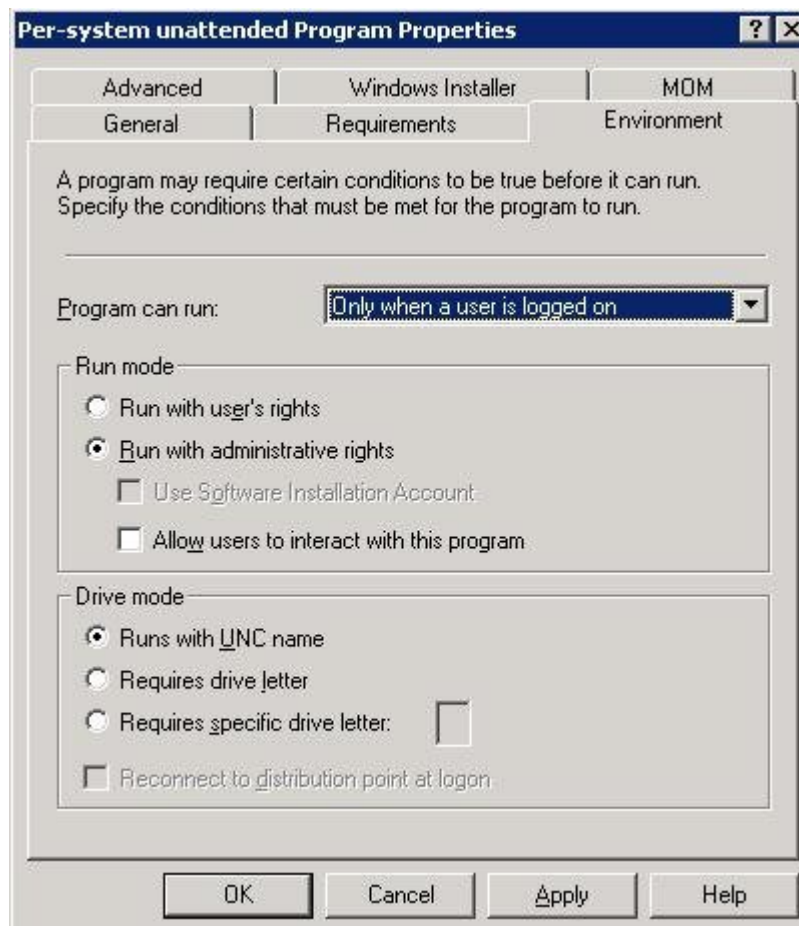 Per-system unattended Program Properties
Advanced Windows Installer MOM
General Requirements Environment
A program may require certain conditions to be true before it can run.
Specify the conditions that must be met for the program to run.
Program can run: Only when a user is logged on
Run mode
Run with user's rights
Run with administrative rights
Use Software Installation Account
Allow users to interact with this program
Drive mode
Runs with UNC name
Requires drive letter
Requires specific drive letter:
Reconnect to distribution point at logon
OK Cancel Apply Help